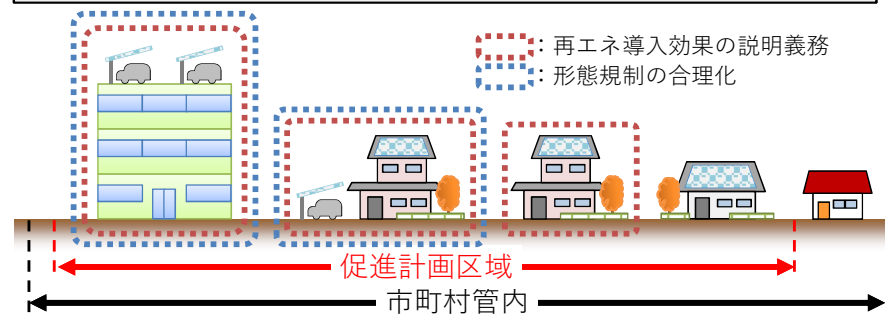 ：再エネ導入効果の説明義務
：形態規制の合理化
促進計画区域
市町村管内